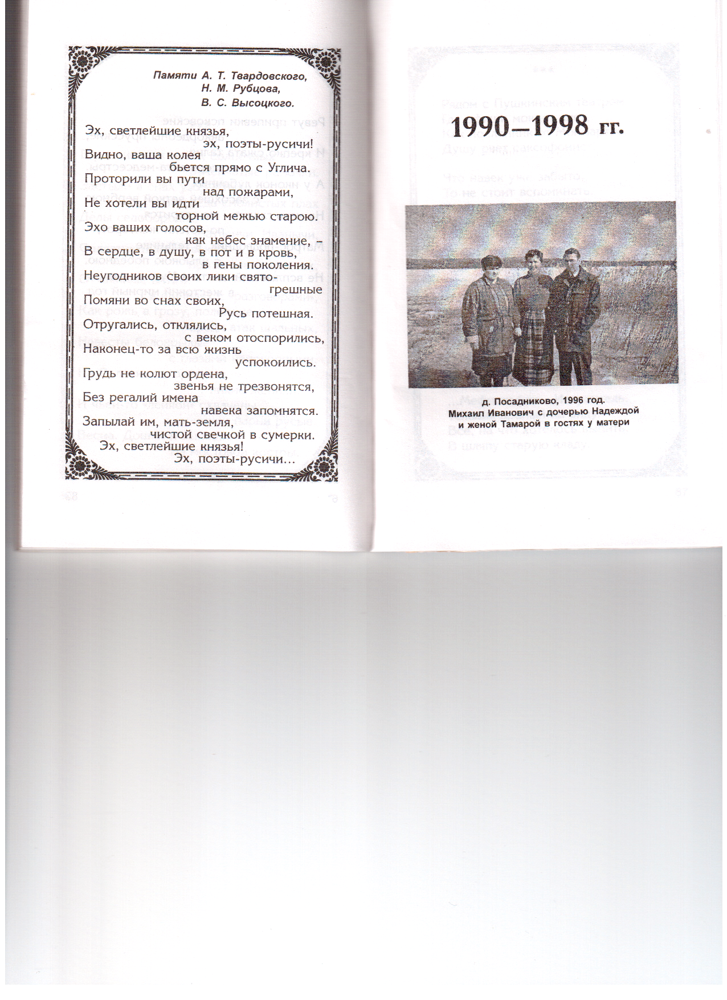 Памяти А. Т. Твардовского,
Н. М. Рубцова,
В. С. Высоцкого.
Эх, светлейшие князья,
эх, поэты-русичи!
Видно, ваша колея
бьется прямо с Углича.
Проторили вы пути
над пожарами,
Не хотели вы идти
торной межью старою.
Эхо ваших голосов,
как небес знамение, –
В сердце, в душу, в пот и в кровь,
в гены поколения.
Неугодников своих лики свято-
грешные
Помяни во снах своих,
Русь потешная.
Отругались, отклялись,
с веком отоспорились,
Наконец-то за всю жизнь
успокоились.
Грудь не колют ордена,
звенья не трезвонятся,
Без регалий имена
навека запомнятся.
Запылай им, мать-земля,
чистой свечкой в сумерки.
Эх, светлейшие князья!
Эх, поэты-русичи...
1990–1998 гг.
д. Посадниково, 1996 год.
Михаил Иванович с дочерью Надеждой
и женой Тамарой в гостях у матери